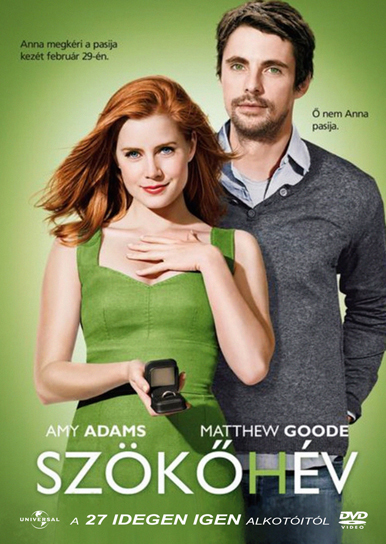 Anna megkéri a pasija
kezét február 29-én.
Ő nem Anna
pasija.
AMY ADAMS MATTHEW GOODE
SZÖKŐHÉV
UNIVERSAL A 27 IDEGEN IGEN ALKOTÓITÓL DVD
VIDEO